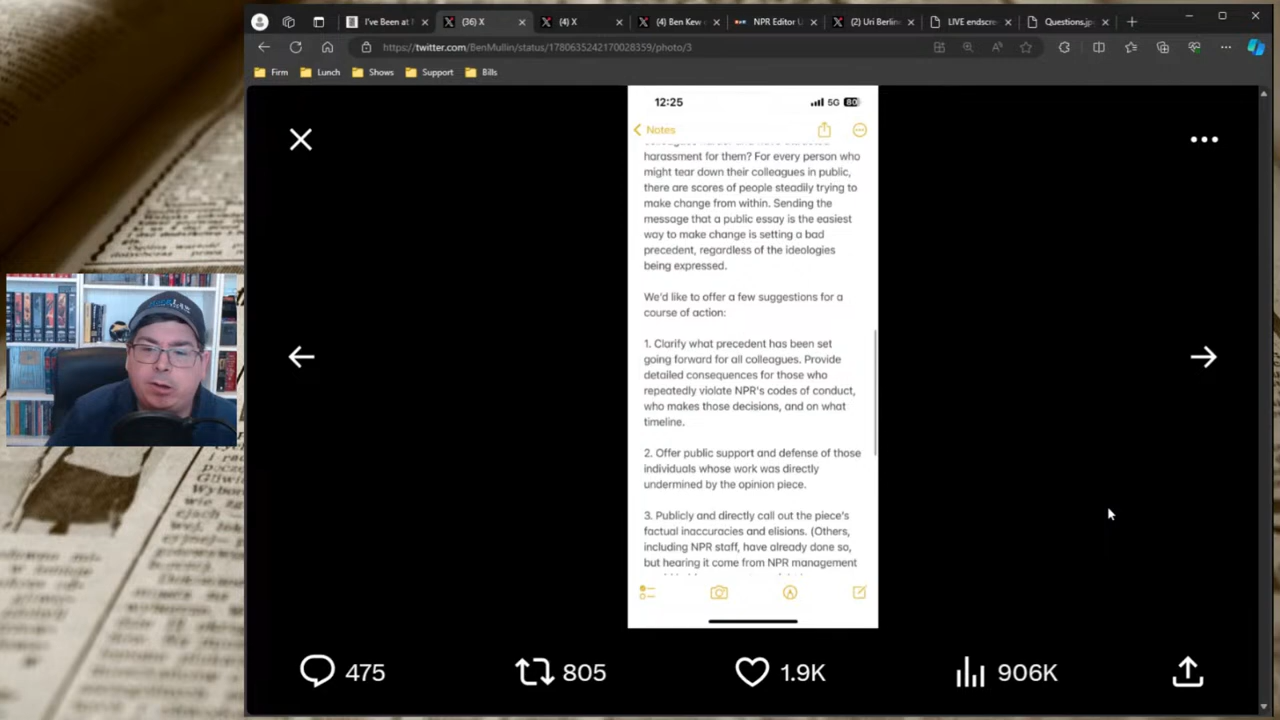 I've Been at
(36) X
(4) X
(4) Ben Kew
NPR Editor U
(2) Uri Berline
LIVE endscre
Questions.jp
https://twitter.com/BenMullin/status/1780635242170028359/photo/3
Firm
Lunch
Shows
Support
Bills
12:25
5G
80
Notes
harassment for them? For every person who
might tear down their colleagues in public,
there are scores of people steadily trying to
make change from within. Sending the
message that a public essay is the easiest
way to make change is setting a bad
precedent, regardless of the ideologies
being expressed.
We'd like to offer a few suggestions for a
course of action:
1. Clarify what precedent has been set
going forward for all colleagues. Provide
detailed consequences for those who
repeatedly violate NPR's codes of conduct,
who makes those decisions, and on what
timeline.
2. Offer public support and defense of those
individuals whose work was directly
undermined by the opinion piece.
3. Publicly and directly call out the piece's
factual inaccuracies and elisions. (Others,
including NPR staff, have already done so,
but hearing it come from NPR management
475
805
1.9K
906K